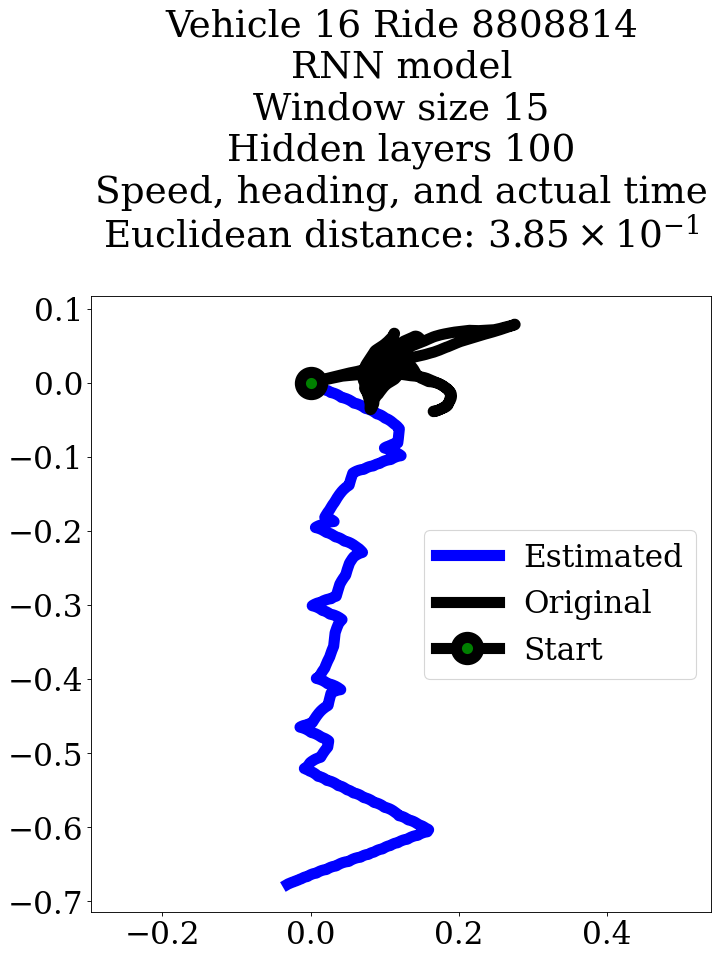 Vehicle 16 Ride 8808814
RNN model
Window size 15
Hidden layers 100
Speed, heading, and actual time
Euclidean distance: 3.85 × 10⁻¹
0.1
0.0
−0.1
−0.2
−0.3
−0.4
−0.5
−0.6
−0.7
Estimated
Original
Start
−0.2
0.0
0.2
0.4